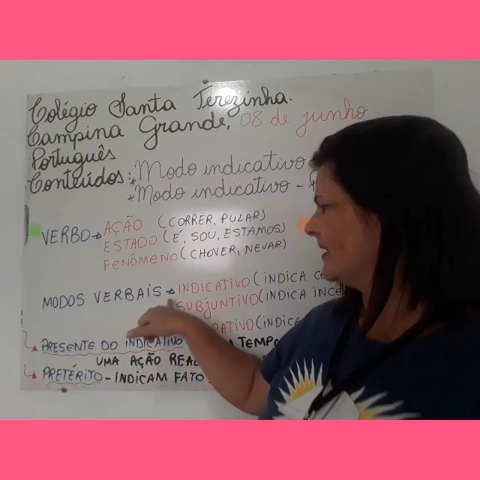 Colégio Santa Terezinha.
Campina Grande, 08 de junho
Português
Conteúdos: *Modo indicativo
*Modo indicativo -
VERBO → AÇÃO (CORRER, PULAR)
ESTADO (É, SOU, ESTAMOS)
FENÔMENO (CHOVER, NEVAR)
MODOS VERBAIS → INDICATIVO (INDICA
SUBJUNTIVO (INDICA
(INDICA
PRESENTE DO INDICATIVO
UMA AÇÃO
PRETÉRITO - INDICAM FATO